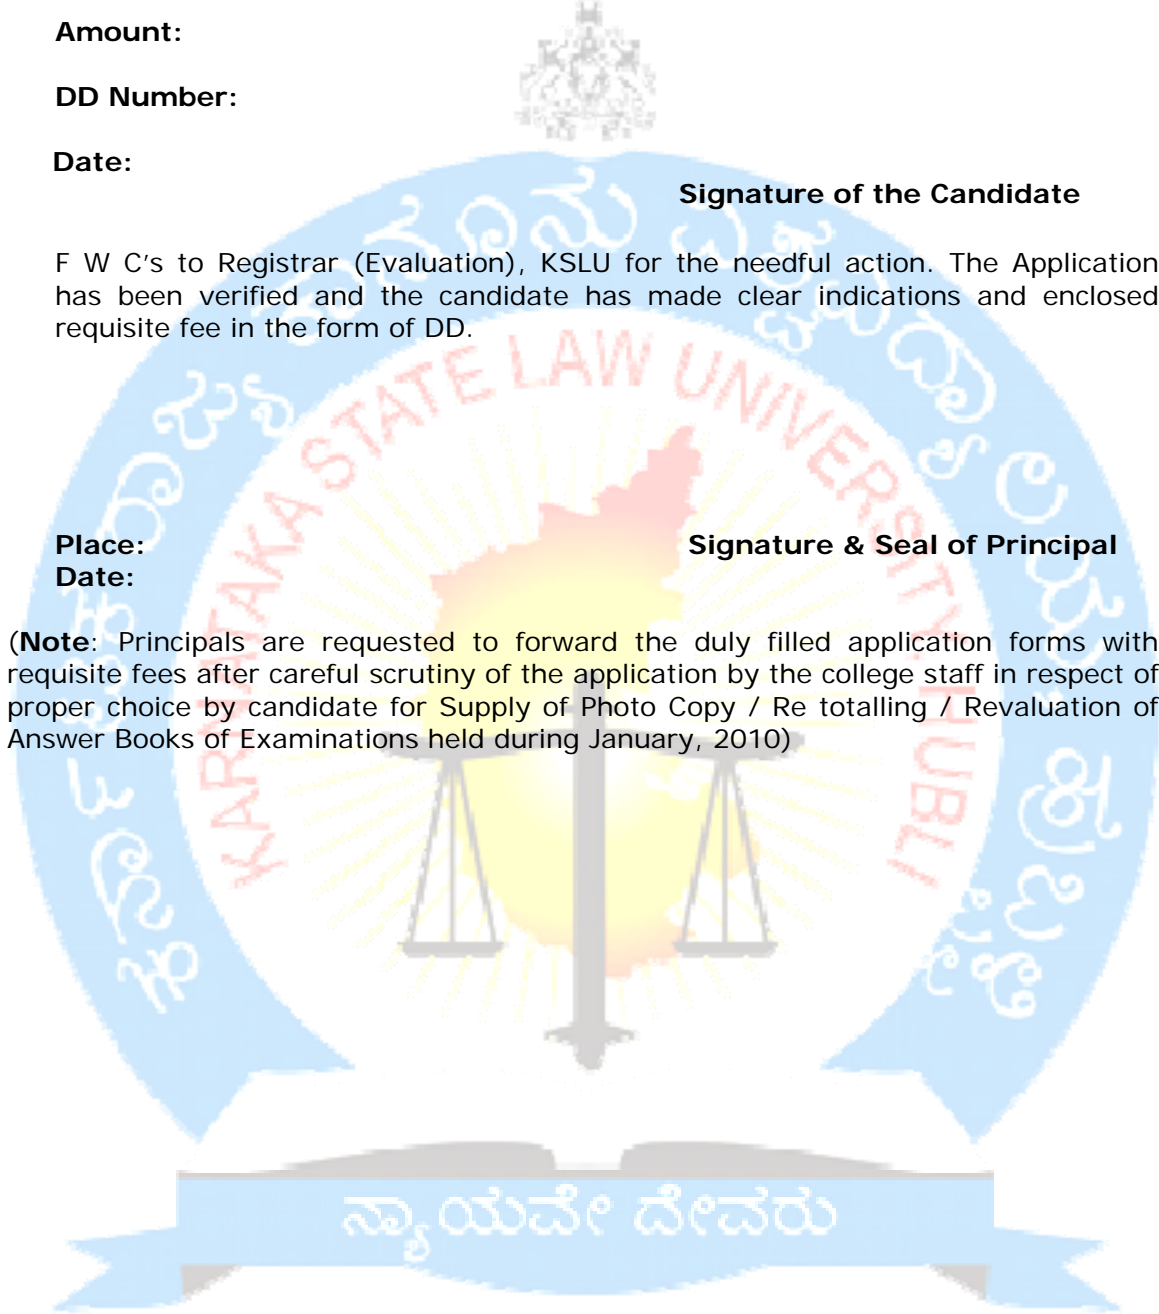 Amount:
DD Number:
Date:
Signature of the Candidate
F W C's to Registrar (Evaluation), KSLU for the needful action. The Application
has been verified and the candidate has made clear indications and enclosed
requisite fee in the form of DD.
Place:
Signature & Seal of Principal
Date:
(Note: Principals are requested to forward the duly filled application forms with
requisite fees after careful scrutiny of the application by the college staff in respect of
proper choice by candidate for Supply of Photo Copy / Re totalling / Revaluation of
Answer Books of Examinations held during January, 2010)
KARNATAKA STATE LAW UNIVERSITY, HUBLI
ನ್ಯಾಯವೇ ದೇವರು